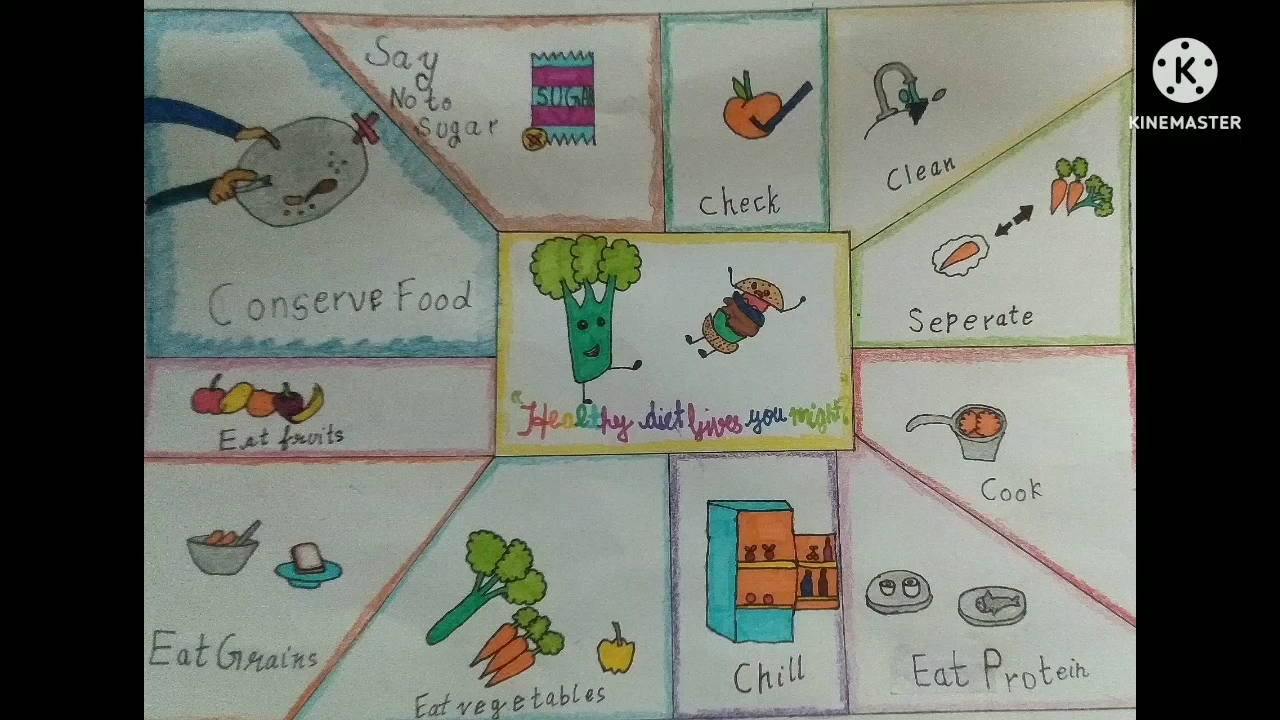 Say
No to
Sugar
SUGA
Check
Clean
KINEMASTER
Conserve Food
Seperate
"Healthy diet Gives you might"
Eat fruits
Cook
Eat Grains
Eat vegetables
Chill
Eat Protein